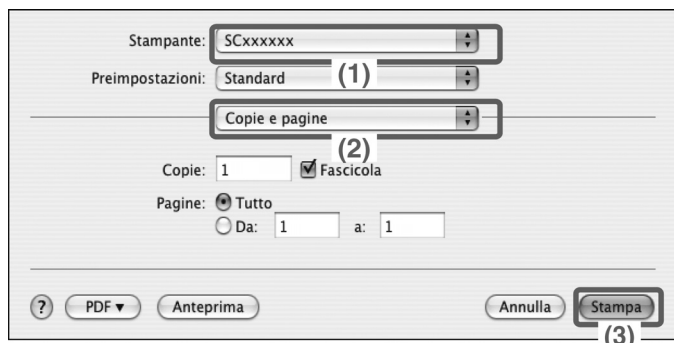 Stampante: SCxxxxxx
Preimpostazioni: Standard
(1)
Copie e pagine
(2)
Copie: 1 Fascicola
Pagine: Tutto
Da: 1 a: 1
? PDF ▼ Anteprima Annulla Stampa
(3)